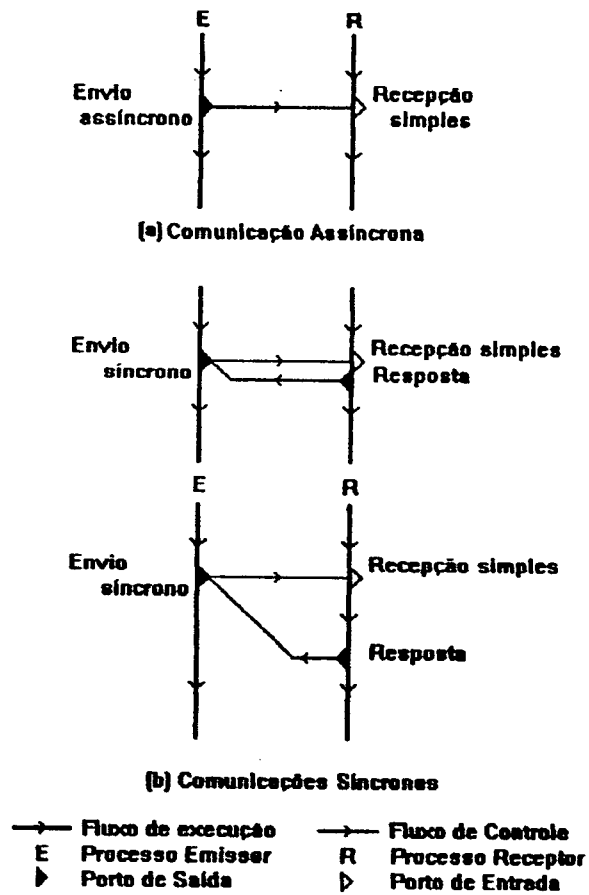 E R
Envio
assíncrono
Recepção
simples
(a) Comunicação Assíncrona
Envio
síncrono
Recepção simples
Resposta
E R
Envio
síncrono
Recepção simples
Resposta
(b) Comunicações Síncrones
Fluxo de execução Fluxo de Controle
E Processo Emissor R Processo Receptor
Porto de Saída Porto de Entrada